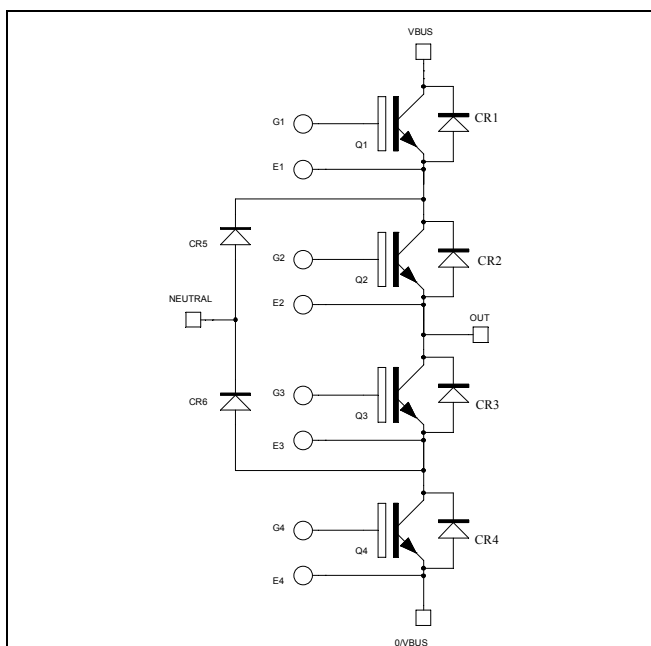 VBUS
G1
Q1
CR1
E1
CR5
G2
Q2
CR2
E2
NEUTRAL
OUT
CR6
G3
Q3
CR3
E3
G4
Q4
CR4
E4
0/VBUS